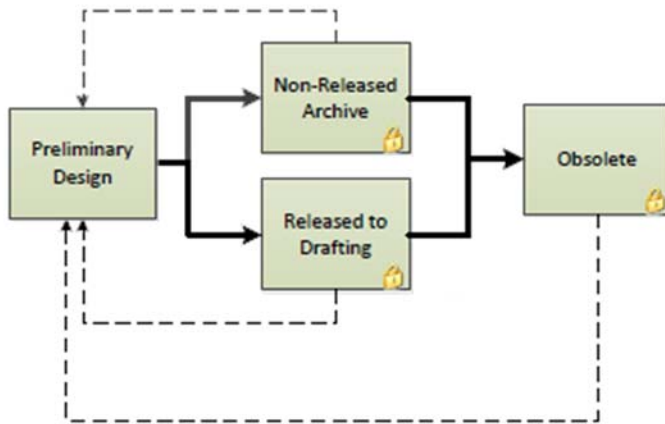 Preliminary
Design
Non-Released
Archive
Released to
Drafting
Obsolete